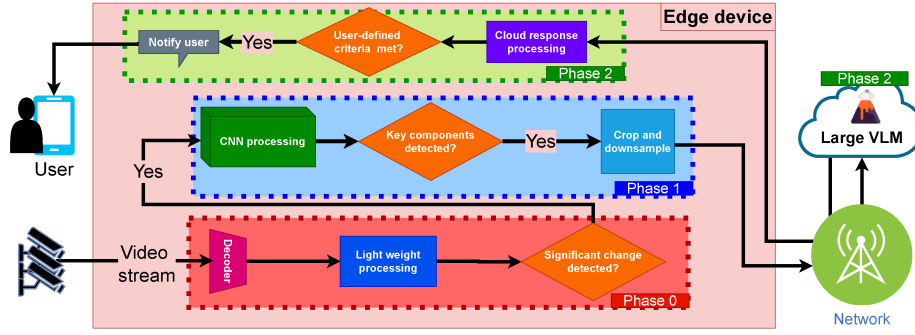 Edge device
Notify user
Yes
User-defined
criteria met?
Cloud response
processing
Phase 2
Phase 2
Large VLM
User
CNN processing
Key components
detected?
Yes
Crop and
downsample
Phase 1
Yes
Video
stream
Decoder
Light weight
processing
Significant change
detected?
Phase 0
Network